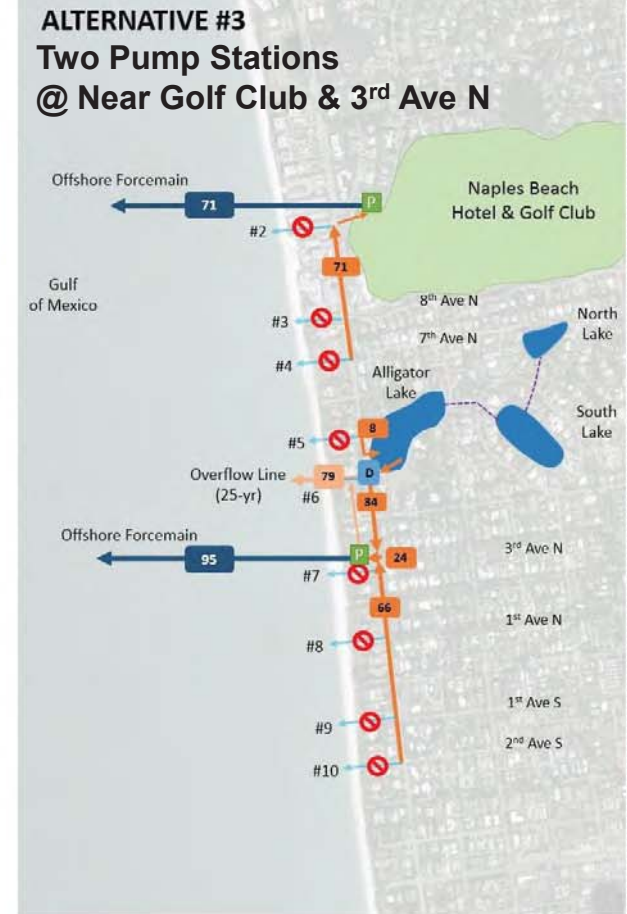 ALTERNATIVE #3
Two Pump Stations
@ Near Golf Club & 3rd Ave N
Offshore Forcemain
71
P
Naples Beach
Hotel & Golf Club
#2
71
Gulf
of Mexico
8th Ave N
#3
7th Ave N
North
Lake
#4
Alligator
Lake
South
Lake
8
#5
Overflow Line
(25-yr)
79
D
#6
34
Offshore Forcemain
95
P
24
3rd Ave N
#7
66
1st Ave N
#8
1st Ave S
#9
2nd Ave S
#10